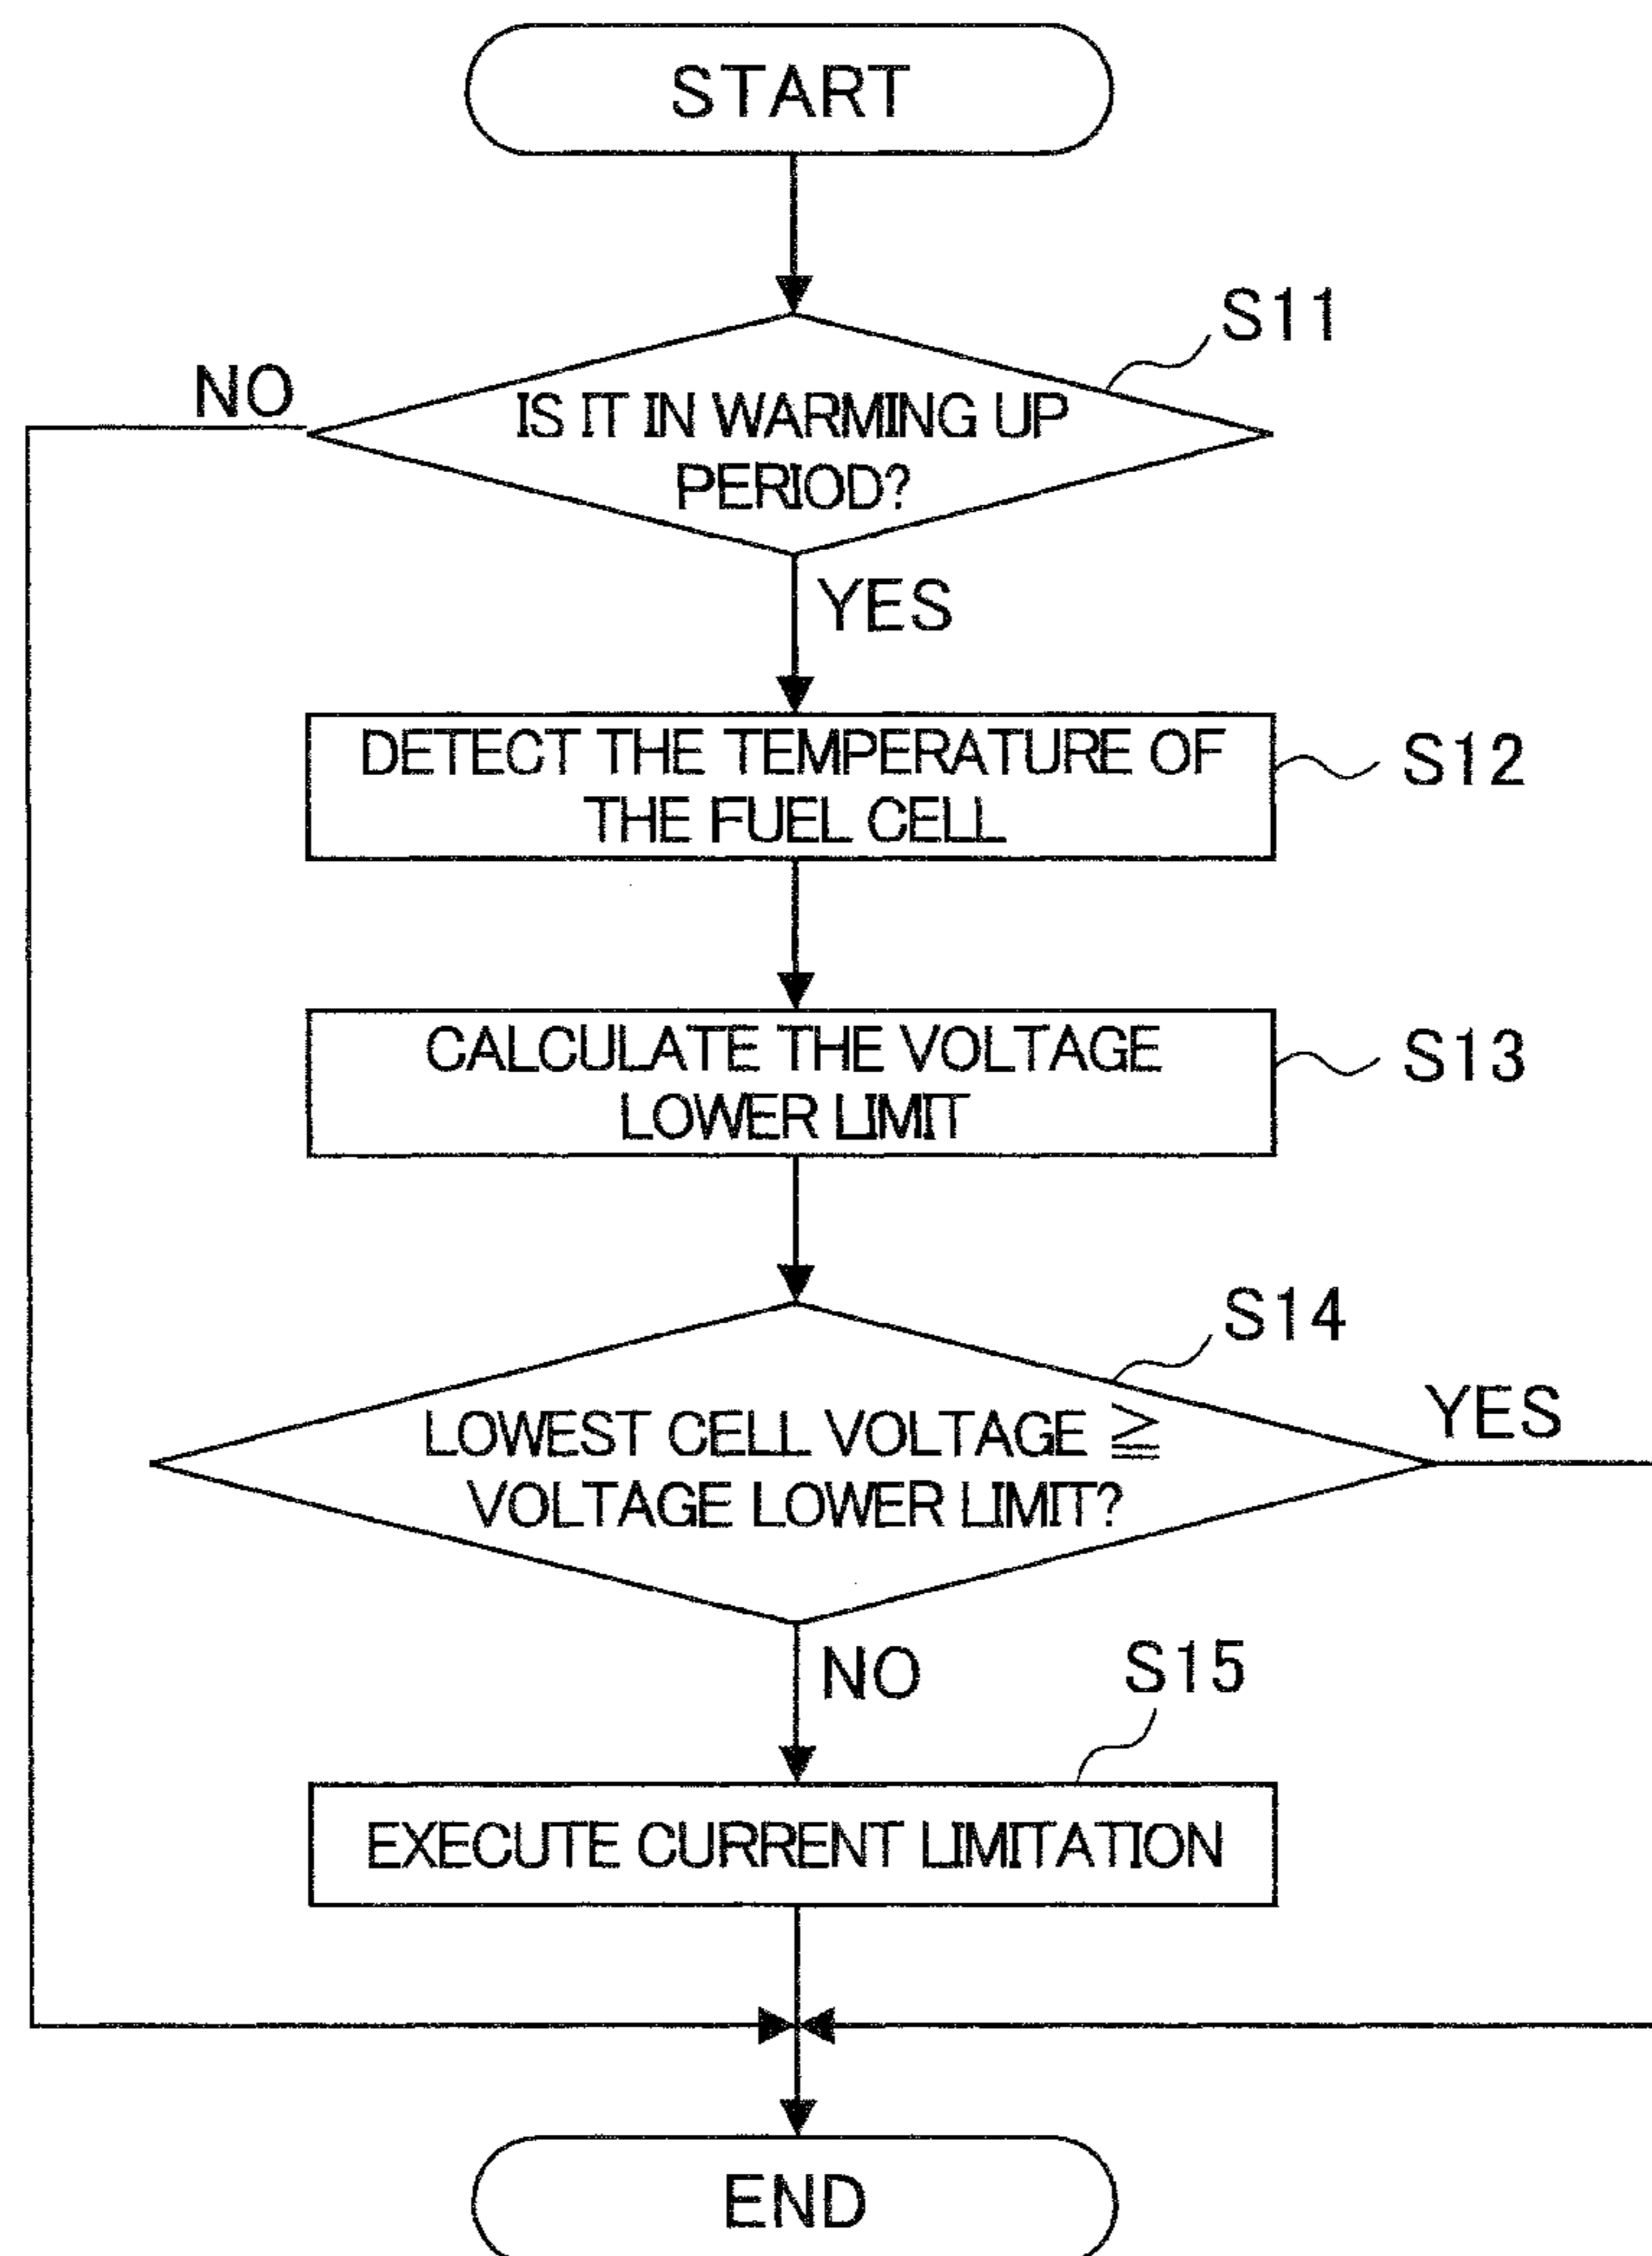 START
S11
NO
IS IT IN WARMING UP
PERIOD?
YES
DETECT THE TEMPERATURE OF
THE FUEL CELL
S12
CALCULATE THE VOLTAGE
LOWER LIMIT
S13
S14
YES
LOWEST CELL VOLTAGE ≧
VOLTAGE LOWER LIMIT?
NO
S15
EXECUTE CURRENT LIMITATION
END